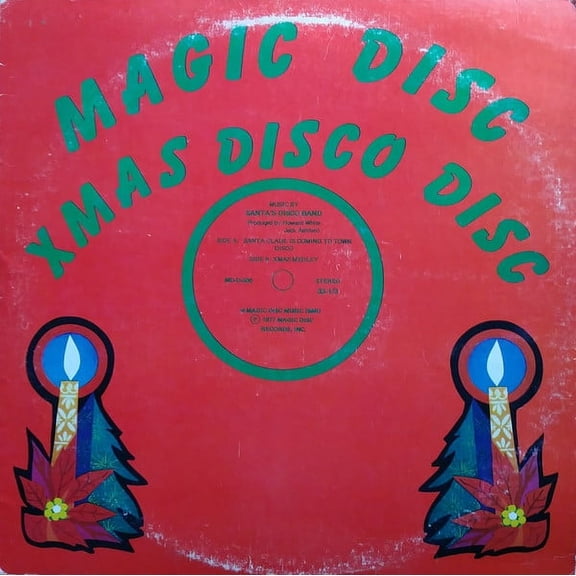 MAGIC DISC
XMAS DISCO DISC
MUSIC BY
SANTA'S DISCO BAND
Produced by: Howard White
Jack Ashford
SIDE A: SANTA CLAUS IS COMING TO TOWN
DISCO
SIDE B: XMAS MEDLEY
STEREO
33-1/3
MAGIC DISC MUSIC (BMI)
Ⓟ 1977 MAGIC DISC
RECORDS, INC.